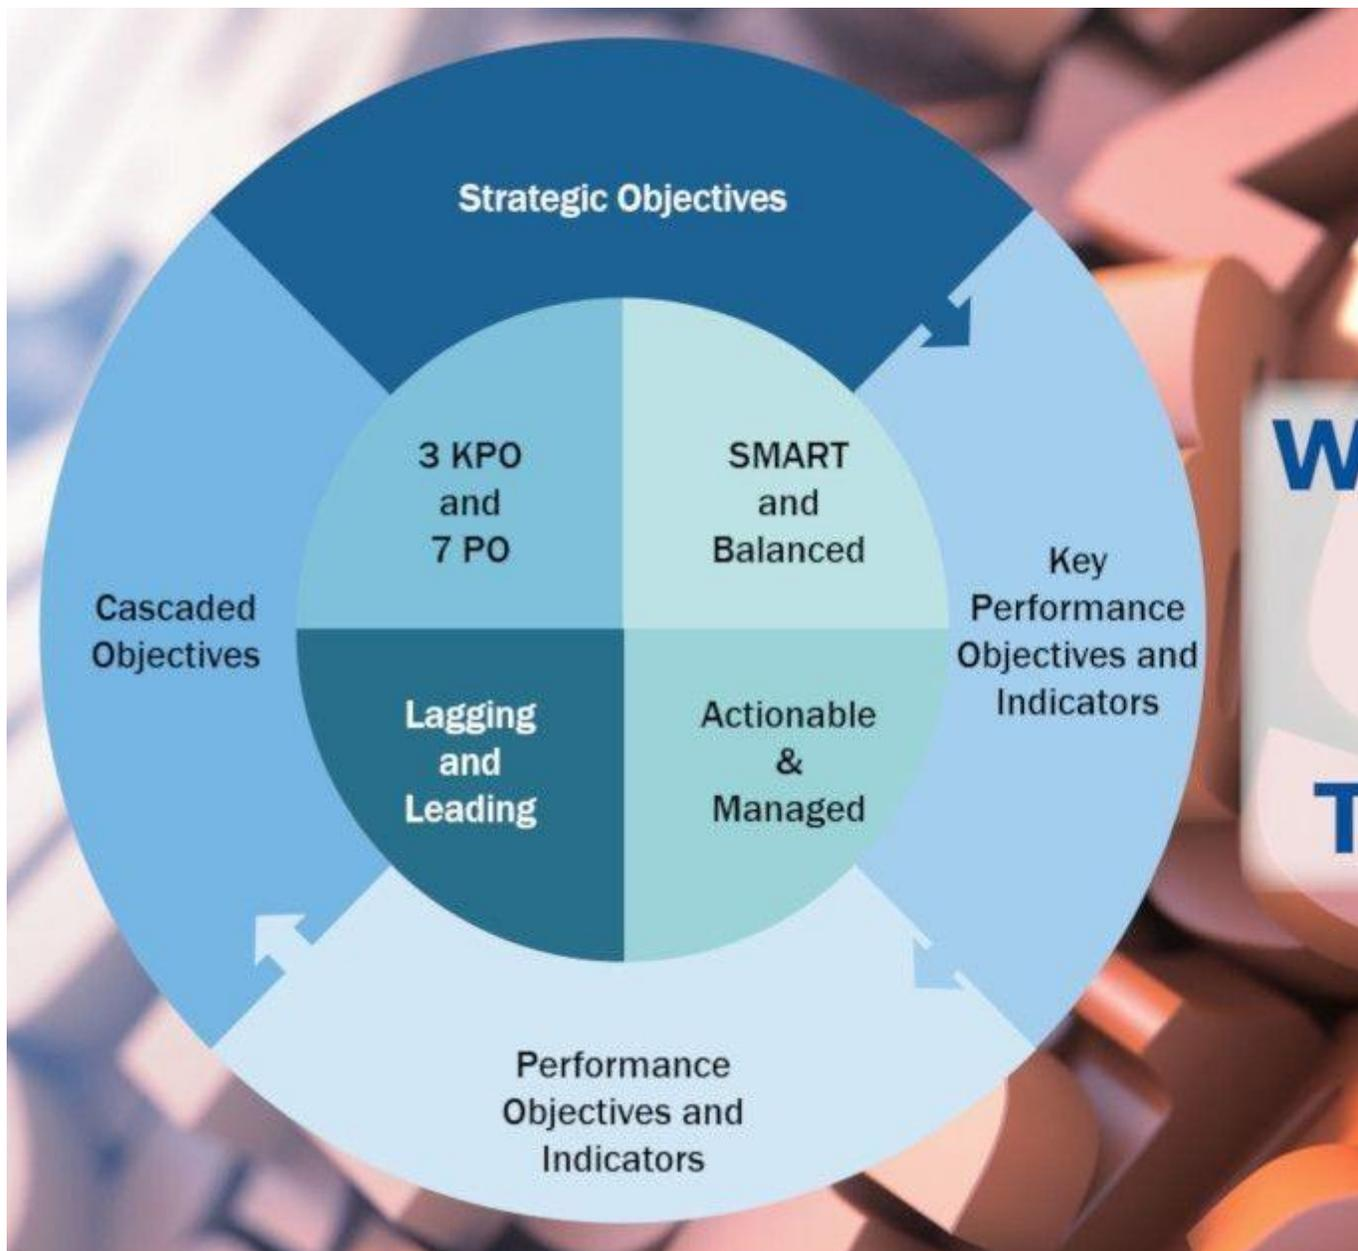 Strategic Objectives
3 KPO
and
7 PO
SMART
and
Balanced
Key
Performance
Objectives and
Indicators
Cascaded
Objectives
Lagging
and
Leading
Actionable
&
Managed
Performance
Objectives and
Indicators
W
T